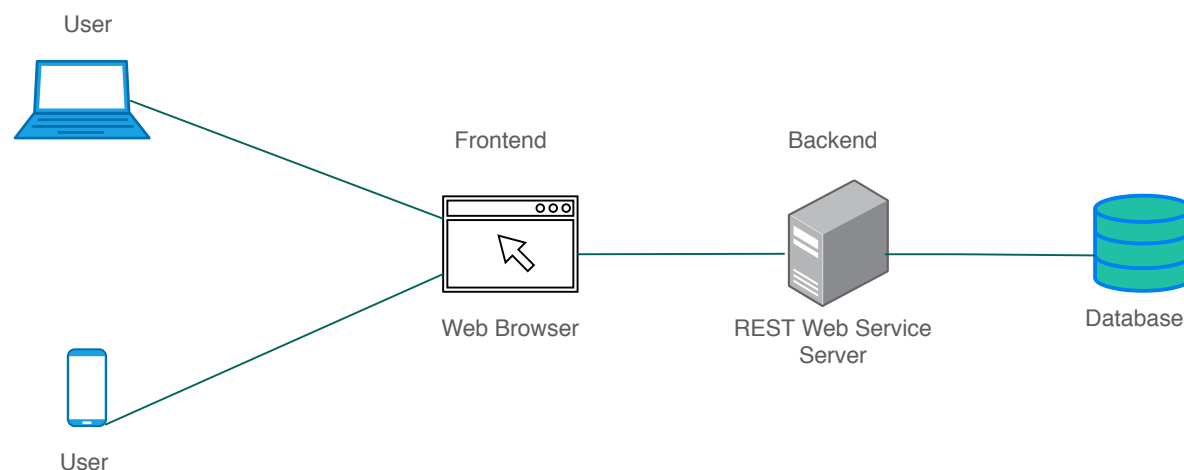 User
Frontend
Backend
Web Browser
REST Web Service
Server
Database
User